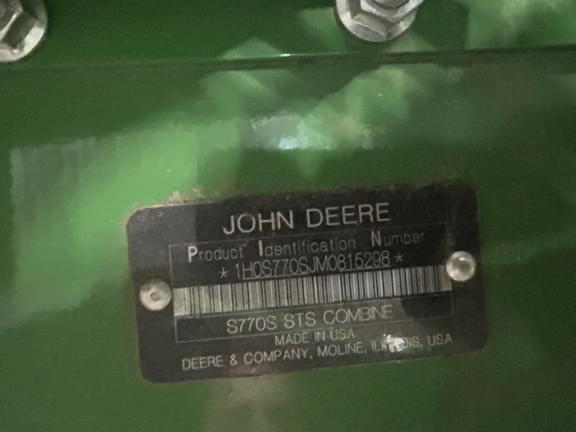 JOHN DEERE
Product Identification Number
*1H0S770SJM0815298*
S770S STS COMBINE
MADE IN USA
DEERE & COMPANY, MOLINE, ILLINOIS, USA